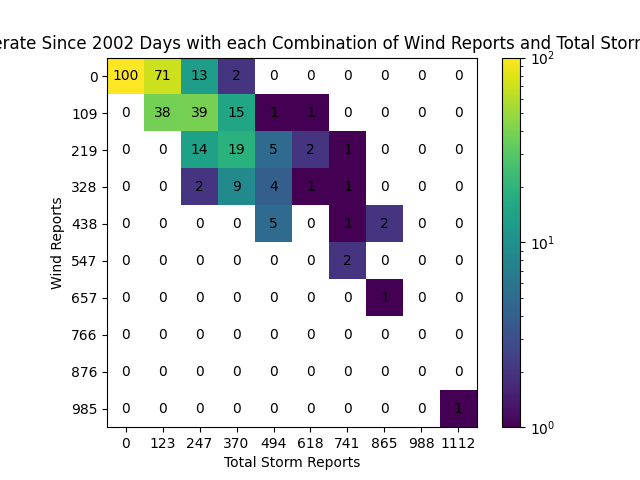 erate Since 2002 Days with each Combination of Wind Reports and Total Storm
0 100 71 13 2 0 0 0 0 0 0
109 0 38 39 15 1 1 0 0 0 0
219 0 0 14 19 5 2 1 0 0 0
328 0 0 2 9 4 1 1 0 0 0
438 0 0 0 0 5 0 1 2 0 0
547 0 0 0 0 0 0 2 0 0 0
657 0 0 0 0 0 0 0 1 0 0
766 0 0 0 0 0 0 0 0 0 0
876 0 0 0 0 0 0 0 0 0 0
985 0 0 0 0 0 0 0 0 0 1
0 123 247 370 494 618 741 865 988 1112
Total Storm Reports
Wind Reports
10²
10¹
10⁰